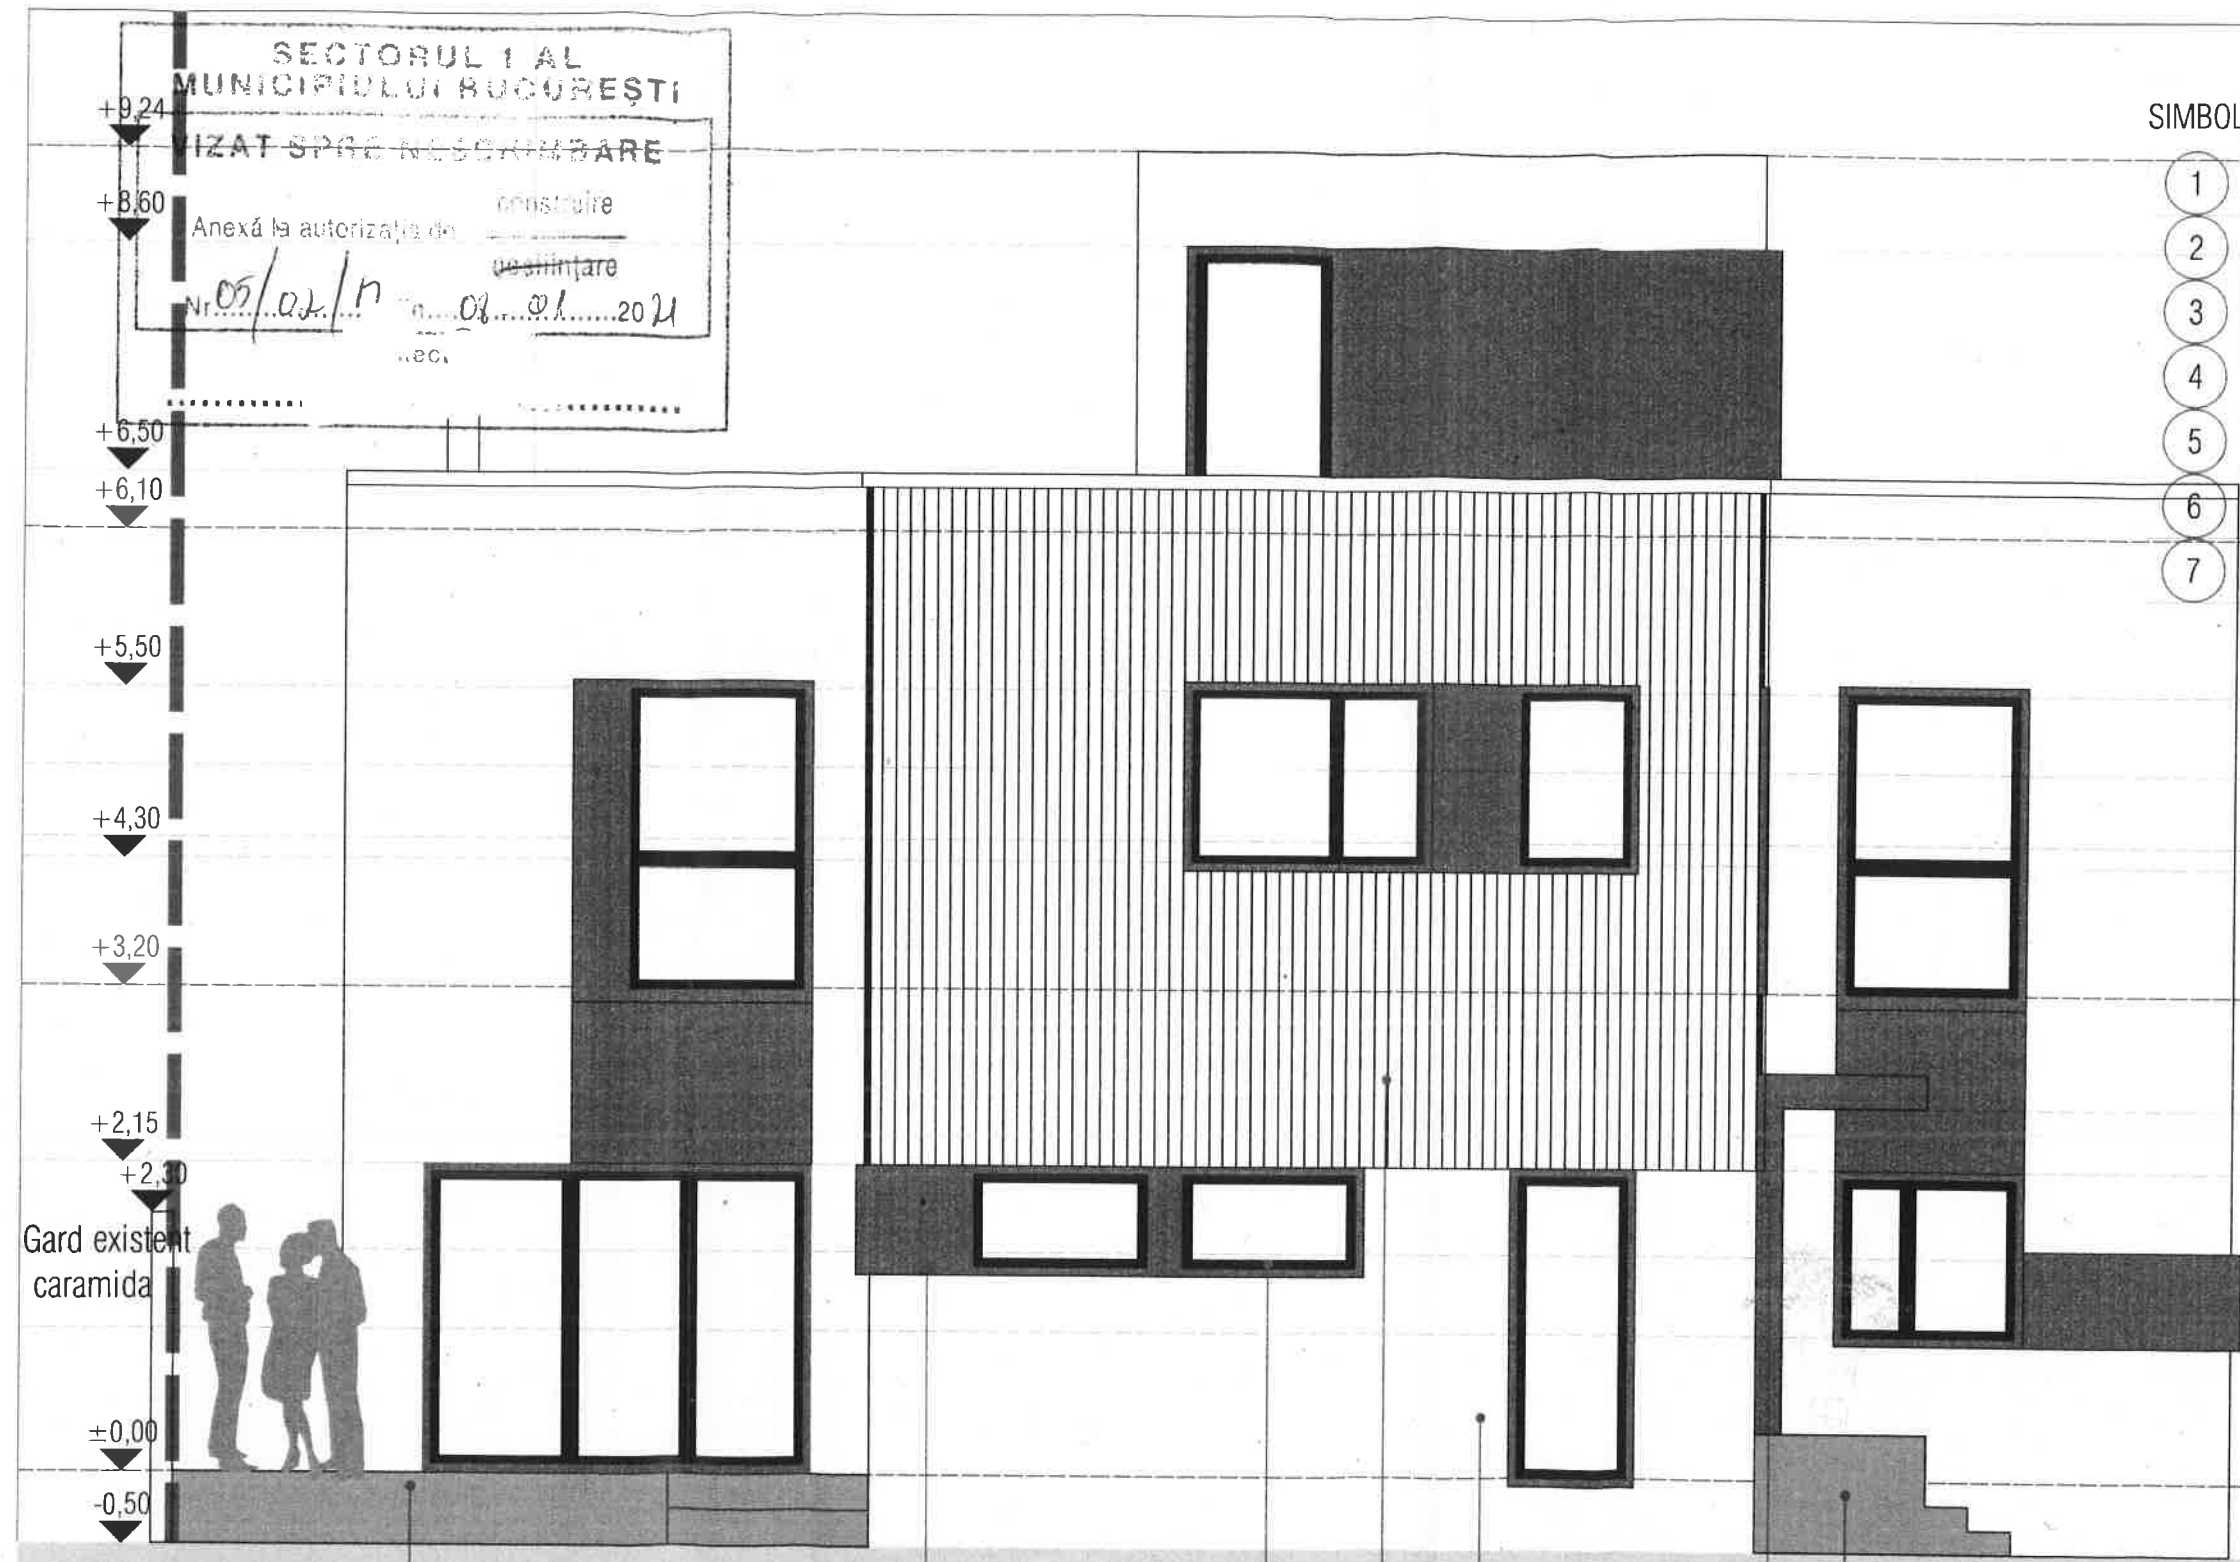 SECTORUL 1 AL
MUNICIPIULUI BUCUREȘTI
VIZAT SPRE NESCHIMBARE
construire
Anexă la autorizația de
desființare
Nr. 05/02/ 2021
SIMBOL
1
2
3
4
5
6
7
+9,24
+8,60
+6,50
+6,10
+5,50
+4,30
+3,20
+2,15
+2,30
Gard existent
caramida
±0,00
-0,50